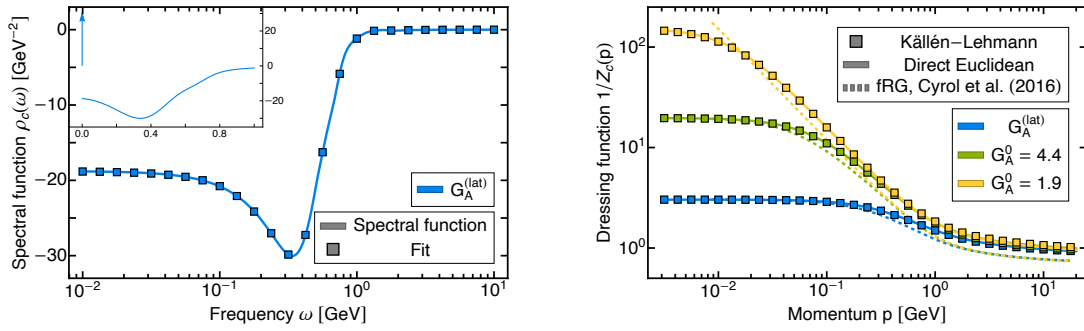 Spectral function ρc(ω) [GeV⁻²]
0
−10
−20
−30
0
−20
0.0
0.4
0.8
G_A^(lat)
Spectral function
Fit
10⁻² 10⁻¹ 10⁰ 10¹
Frequency ω [GeV]
Dressing function 1/Zc(p)
10²
10¹
10⁰
Källén−Lehmann
Direct Euclidean
fRG, Cyrol et al. (2016)
G_A^(lat)
G_A^0 = 4.4
G_A^0 = 1.9
10⁻² 10⁻¹ 10⁰ 10¹
Momentum p [GeV]